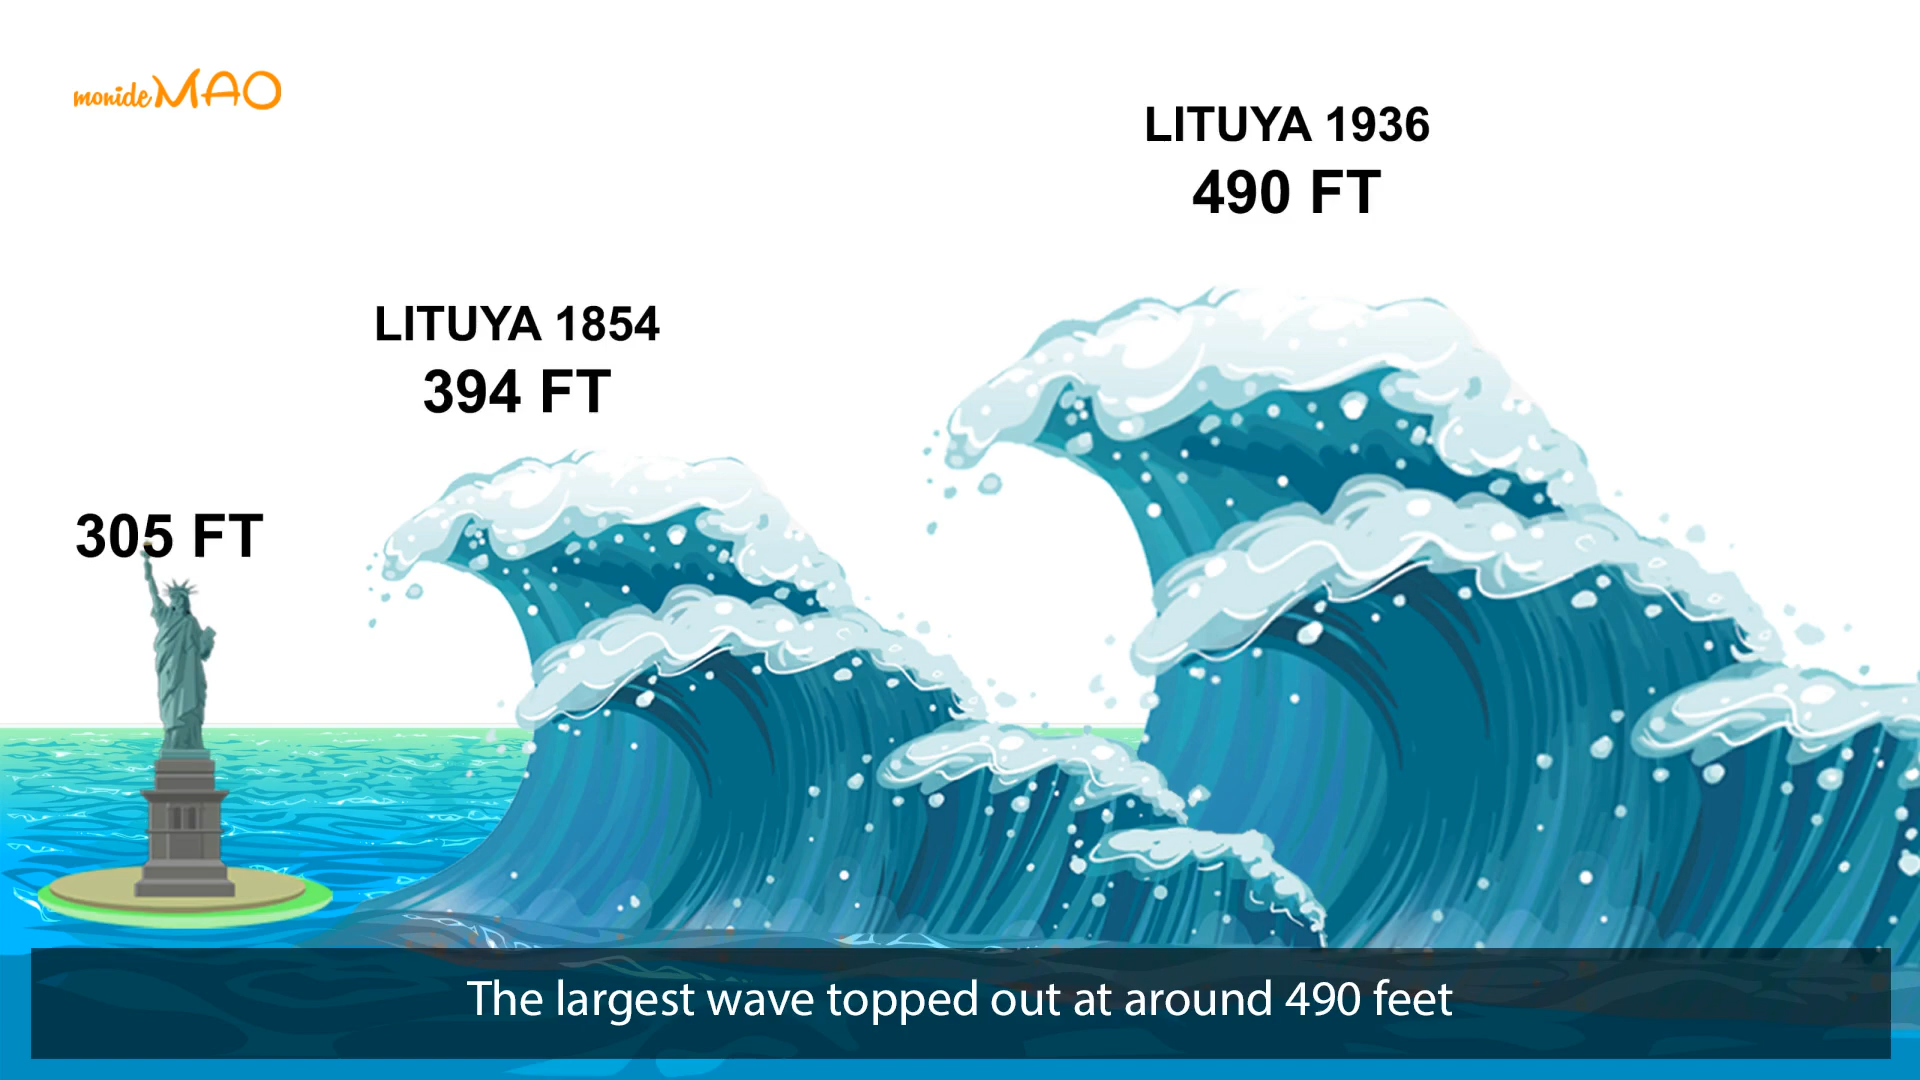 monideMAO
LITUYA 1936
490 FT
LITUYA 1854
394 FT
305 FT
The largest wave topped out at around 490 feet